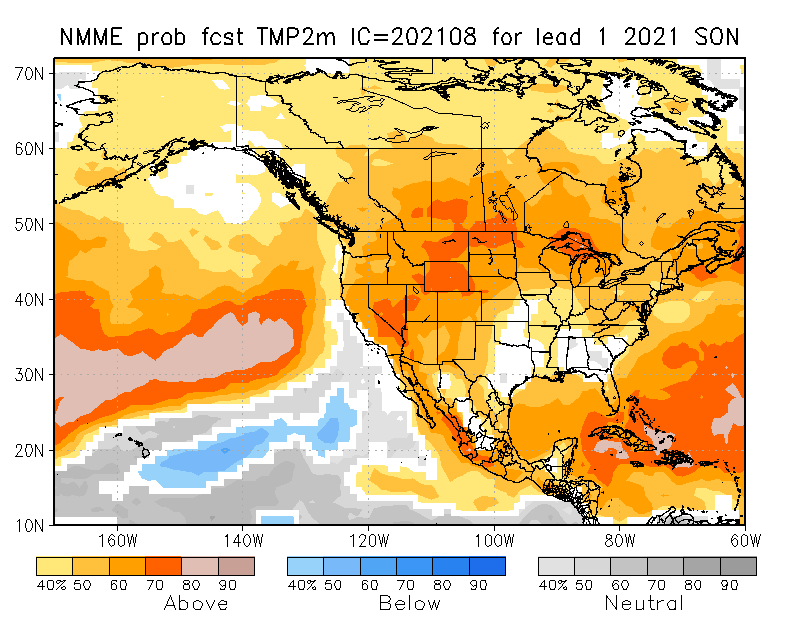 NMME prob fcst TMP2m IC=202108 for lead 1 2021 SON
70N
60N
50N
40N
30N
20N
10N
160W 140W 120W 100W 80W 60W
40% 50 60 70 80 90 40% 50 60 70 80 90 40% 50 60 70 80 90
Above Below Neutral